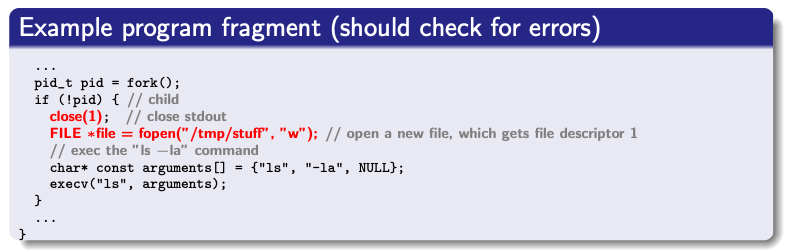 Example program fragment (should check for errors)
...
pid_t pid = fork();
if (!pid) { // child
close(1); // close stdout
FILE *file = fopen("/tmp/stuff", "w"); // open a new file, which gets file descriptor 1
// exec the "ls −la" command
char* const arguments[] = {"ls", "-la", NULL};
execv("ls", arguments);
}
...
}